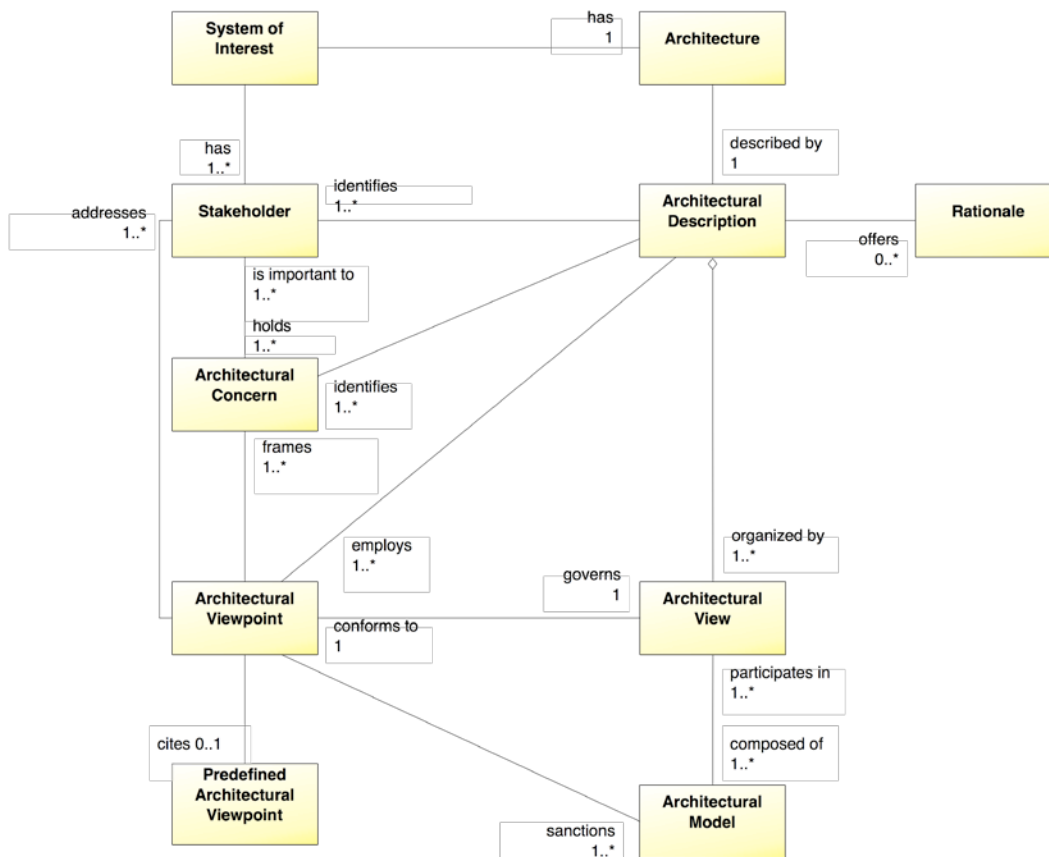 System of
Interest
has
1
Architecture
has
1..*
described by
1
addresses
1..*
Stakeholder
identifies
1..*
Architectural
Description
offers
0..*
Rationale
is important to
1..*
holds
1..*
Architectural
Concern
identifies
1..*
frames
1..*
employs
1..*
organized by
1..*
governs
1
Architectural
Viewpoint
conforms to
1
Architectural
View
participates in
1..*
cites 0..1
composed of
1..*
Predefined
Architectural
Viewpoint
sanctions
1..*
Architectural
Model